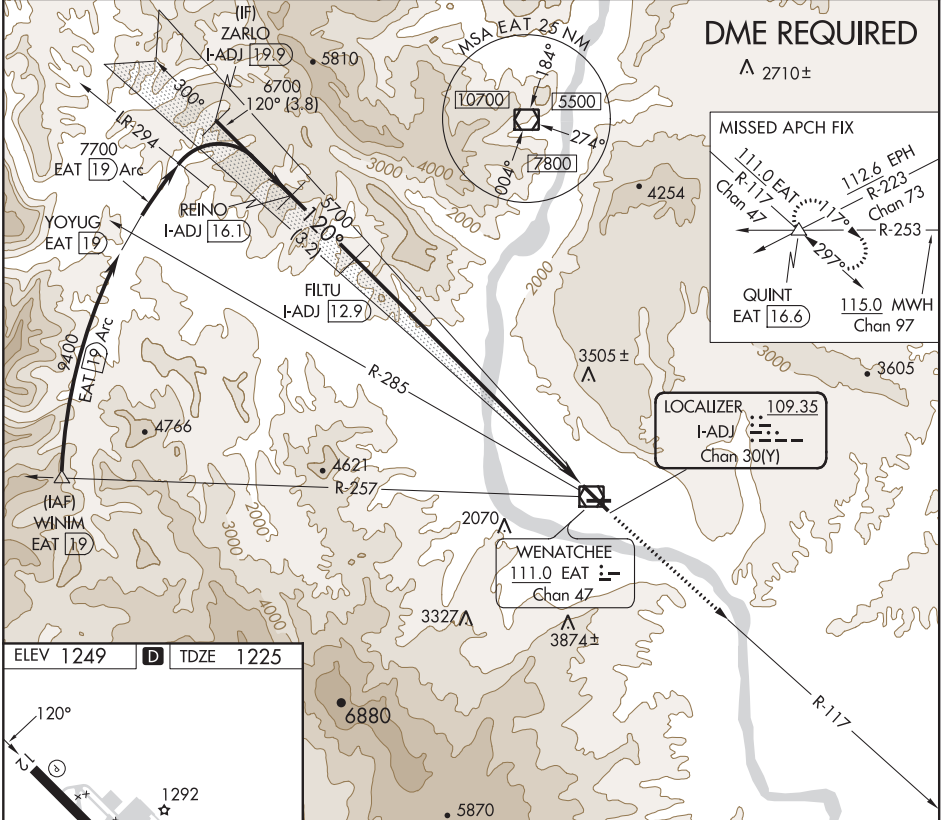 (IF)
ZARLO
I-ADJ 19.9
6700
120° (3.8)
5810
300°
LR-294
7700
EAT 19 Arc
YOYUG
EAT 19
REINO
I-ADJ 16.1
5700
120°
(3.2)
FILTU
I-ADJ 12.9
9400
EAT 19 Arc
R-285
4766
4621
R-257
(IAF)
WINIM
EAT 19
MSA EAT 25 NM
184°
10700
5500
274°
004°
7800
DME REQUIRED
2710±
MISSED APCH FIX
111.0 EAT
R-117
Chan 47
112.6 EPH
R-223
Chan 73
117°
R-253
297°
QUINT
EAT 16.6
115.0 MWH
Chan 97
3000
4000
2000
4254
2000
3505±
3000
3605
LOCALIZER 109.35
I-ADJ
Chan 30(Y)
2070
WENATCHEE
111.0 EAT
Chan 47
3327
3874±
2000
3000
4000
R-117
6880
5870
ELEV 1249 D TDZE 1225
120°
12
P
1292